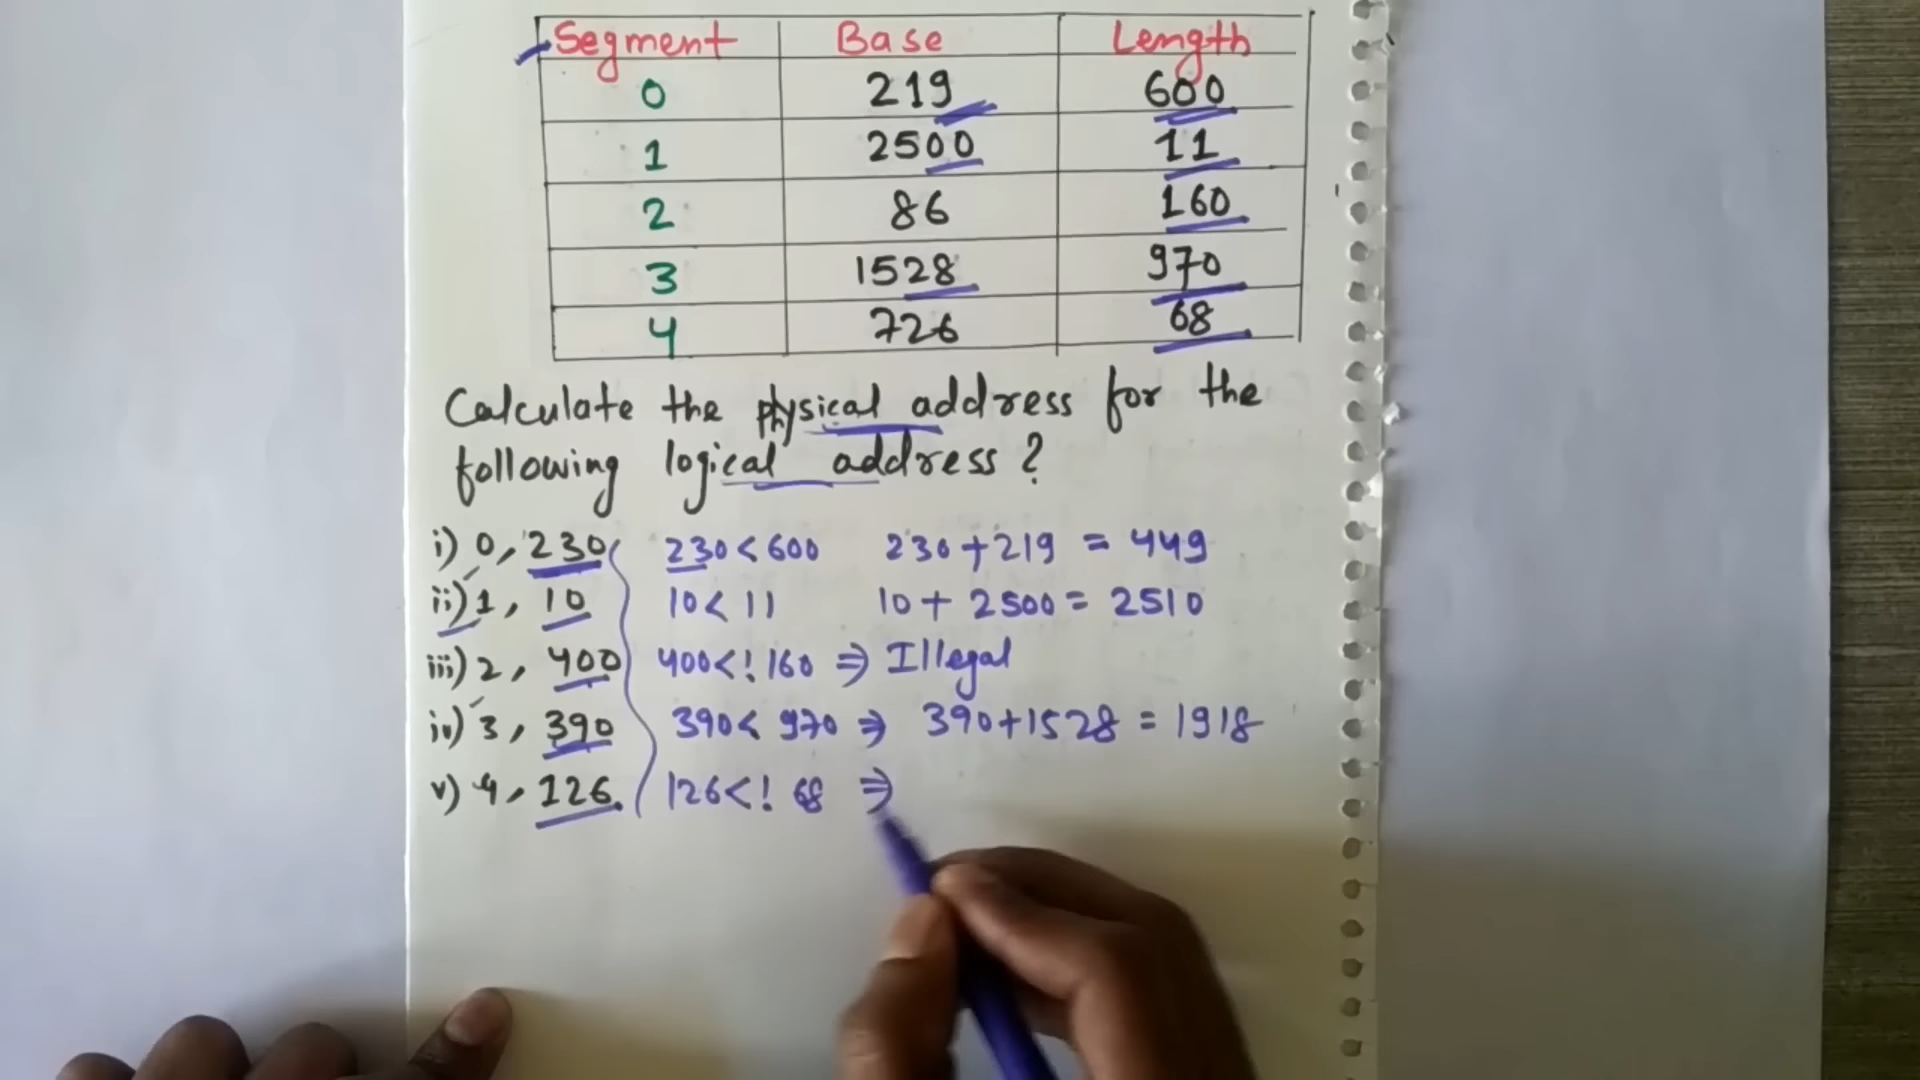 Segment Base Length
0 219 600
1 2500 11
2 86 160
3 1528 970
4 726 68
Calculate the physical address for the
following logical address?
i) 0, 230 230<600 230+219 = 449
ii) 1, 10 10<11 10+2500=2510
iii) 2, 400 400<!160 ⇒ Illegal
iv) 3, 390 390<970 ⇒ 390+1528=1918
v) 4, 126. 126<! 68 ⇒